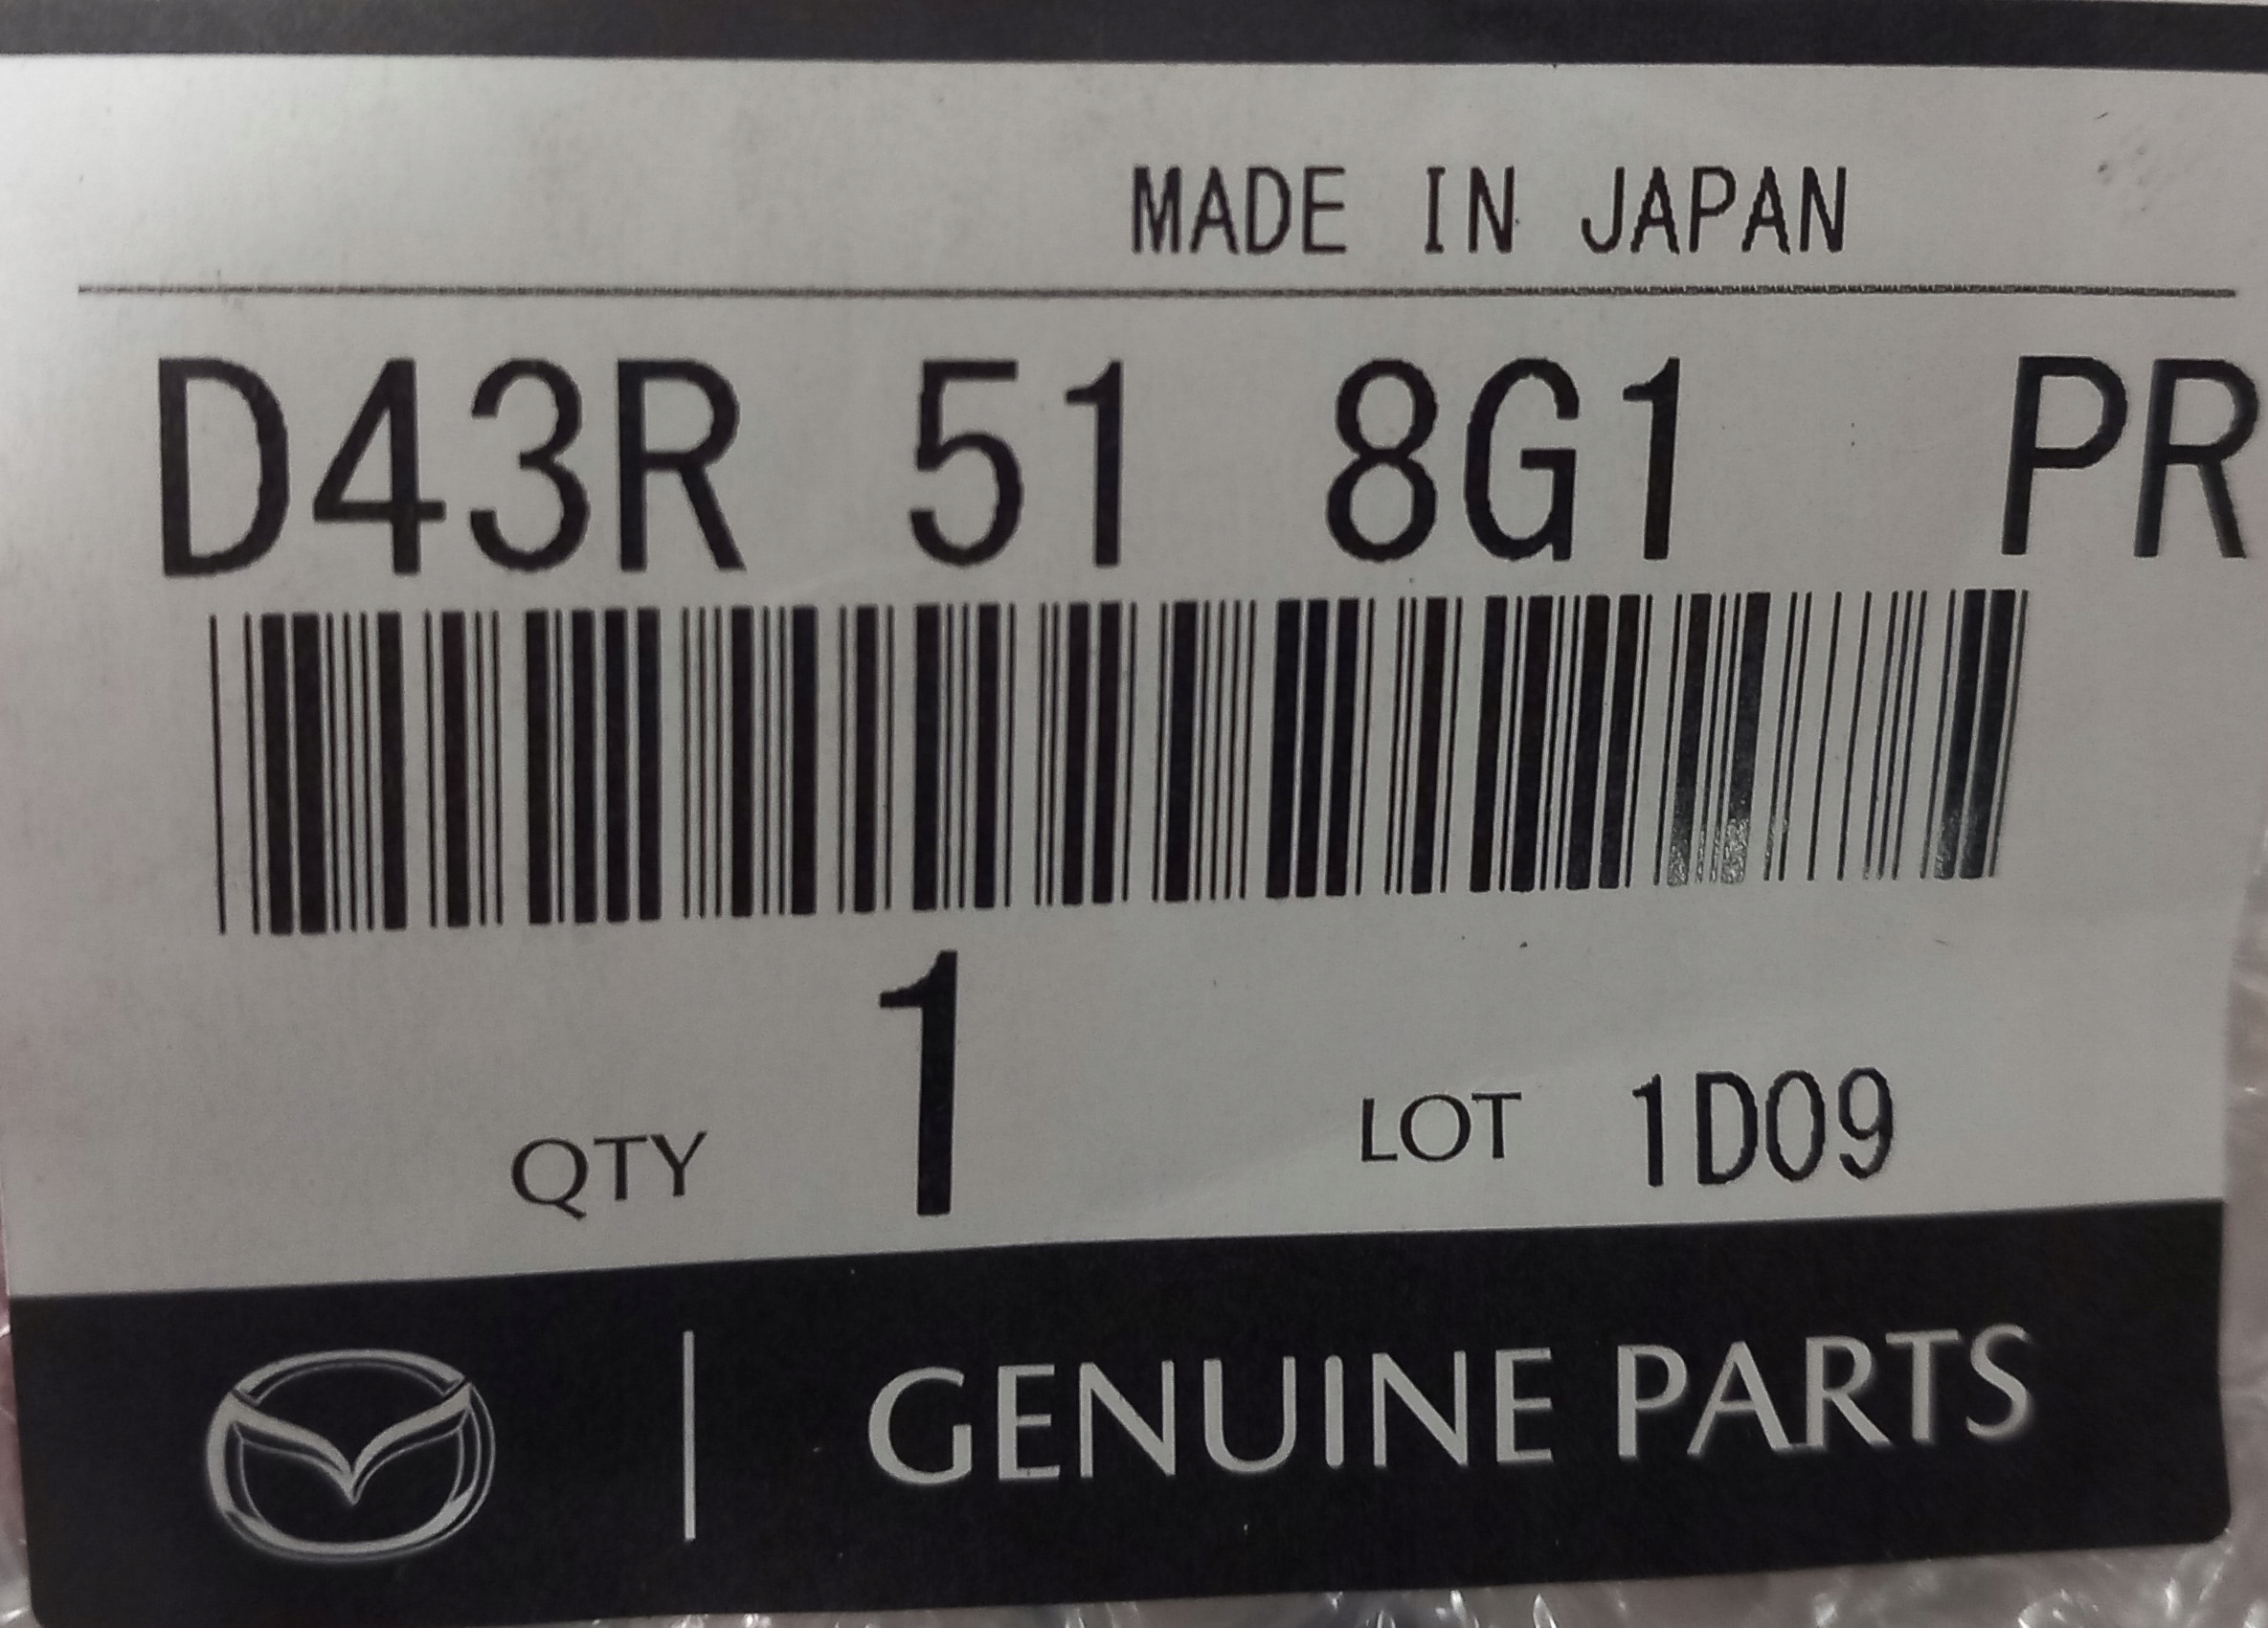 MADE IN JAPAN
D43R 51 8G1 PR
QTY 1 LOT 1D09
GENUINE PARTS